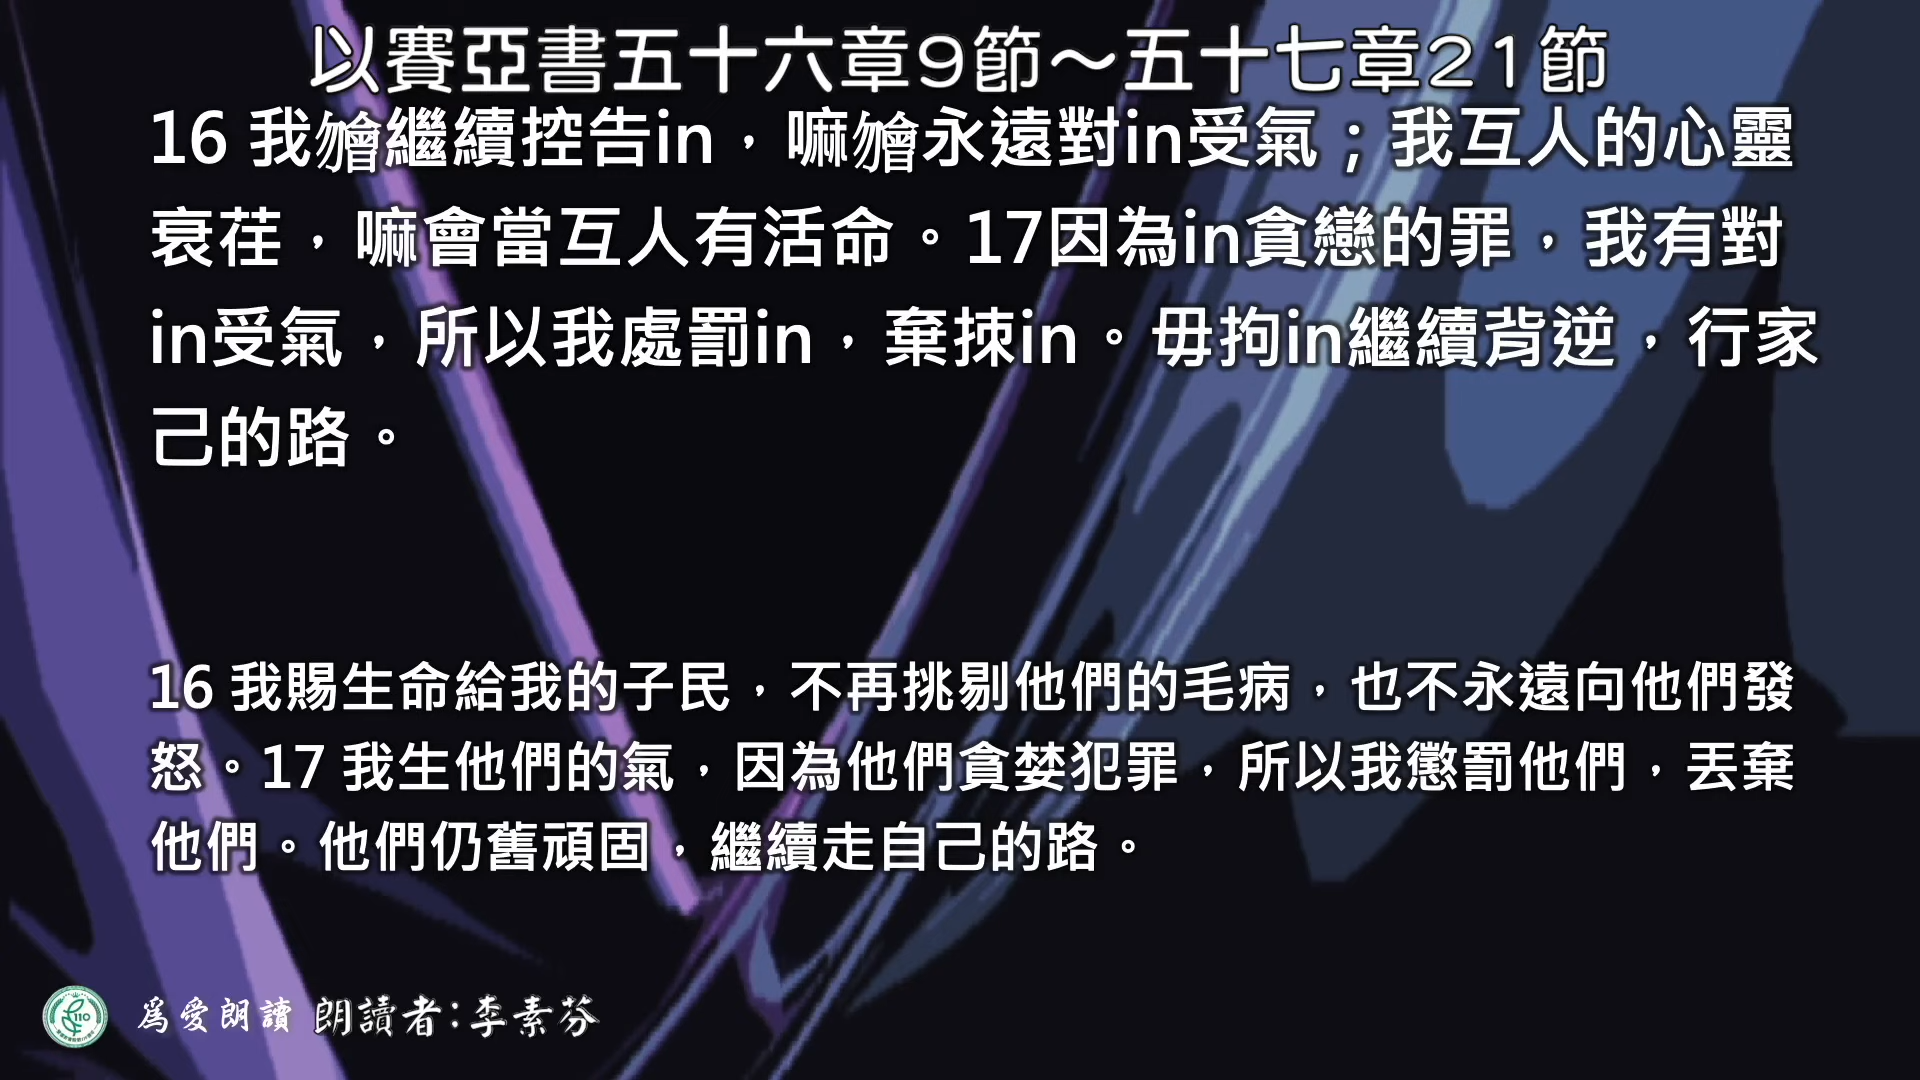 以賽亞書五十六章9節～五十七章21節
16 我𣍐繼續控告in，嘛𣍐永遠對in受氣；我互人的心靈
衰荏，嘛會當互人有活命。17因為in貪戀的罪，我有對
in受氣，所以我處罰in，棄捒in。毋拘in繼續背逆，行家
己的路。
16 我賜生命給我的子民，不再挑剔他們的毛病，也不永遠向他們發
怒。17 我生他們的氣，因為他們貪婪犯罪，所以我懲罰他們，丟棄
他們。他們仍舊頑固，繼續走自己的路。
110
為愛朗讀 朗讀者：李素芬